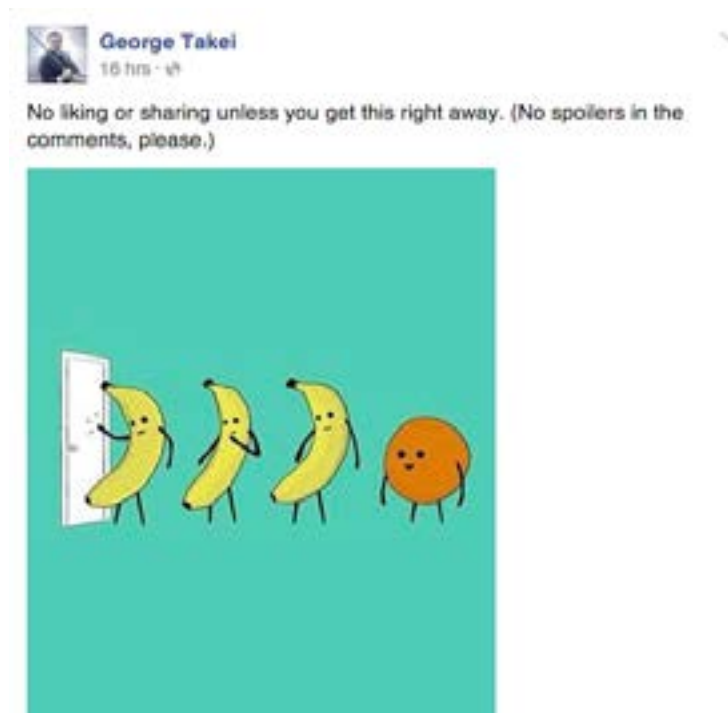 George Takei
16 hrs ·
No liking or sharing unless you get this right away. (No spoilers in the
comments, please.)